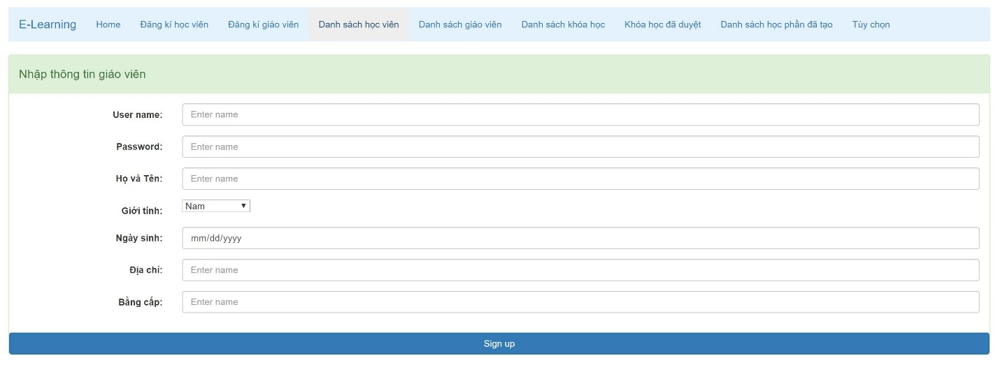 E-Learning Home Đăng kí học viên Đăng kí giáo viên Danh sách học viên Danh sách giáo viên Danh sách khóa học Khóa học đã duyệt Danh sách học phần đã tạo Tùy chọn
Nhập thông tin giáo viên
User name: Enter name
Password: Enter name
Họ và Tên: Enter name
Giới tính: Nam
Ngày sinh: mm/dd/yyyy
Địa chỉ: Enter name
Bằng cấp: Enter name
Sign up